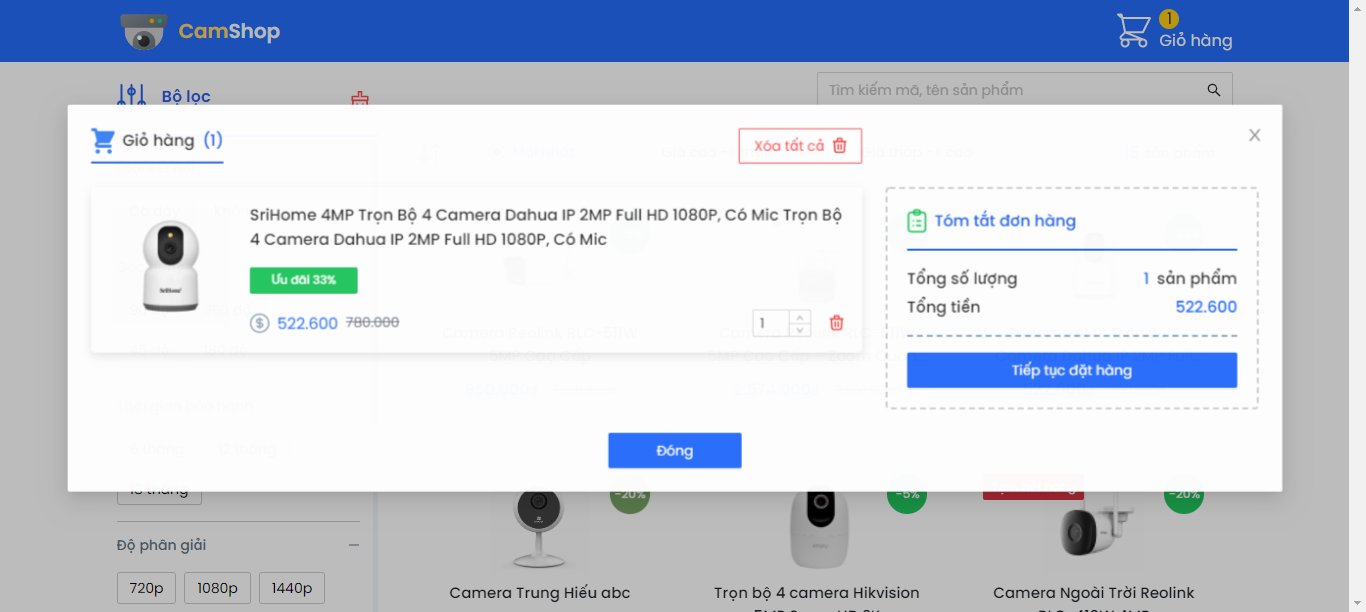 CamShop
1
Giỏ hàng
Bộ lọc
Tìm kiếm mã, tên sản phẩm
Giỏ hàng (1)
Xóa tất cả
SriHome 4MP Trọn Bộ 4 Camera Dahua IP 2MP Full HD 1080P, Có Mic Trọn Bộ
4 Camera Dahua IP 2MP Full HD 1080P, Có Mic
SriHome
Ưu đãi 33%
522.600 780.000
1
Tóm tắt đơn hàng
Tổng số lượng 1 sản phẩm
Tổng tiền 522.600
Tiếp tục đặt hàng
Đóng
-20%
-5%
-20%
Độ phân giải
720p 1080p 1440p
Camera Trung Hiếu abc
Trọn bộ 4 camera Hikvision
Camera Ngoài Trời Reolink